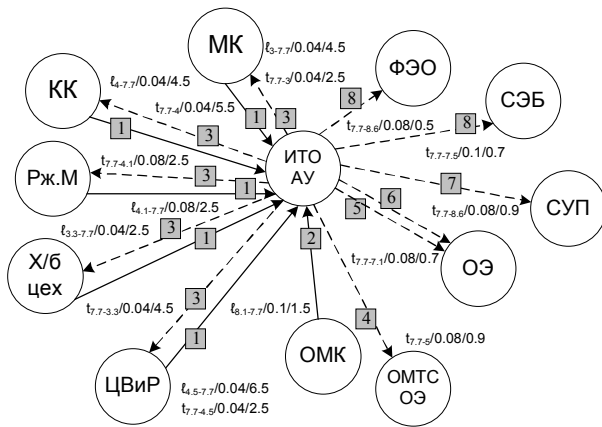 МК
ℓ3-7.7/0.04/4.5
t7.7-3/0.04/2.5
ФЭО
КК
ℓ4-7.7/0.04/4.5
t7.7-4/0.04/5.5
СЭБ
8
8
1
3
1
3
t7.7-8.6/0.08/0.5
t7.7-7.5/0.1/0.7
ИТО
АУ
Рж.М
t7.7-4.1/0.08/2.5
3
1
7
СУП
ℓ4.1-7.7/0.08/2.5
6
5
t7.7-8.6/0.08/0.9
ℓ3.3-7.7/0.04/2.5
3
1
2
Х/б
цех
t7.7-7.1/0.08/0.7
ОЭ
t7.7-3.3/0.04/4.5
3
ℓ8.1-7.7/0.1/1.5
4
1
t7.7-5/0.08/0.9
ЦВиР
ОМК
ОМТС
ОЭ
ℓ4.5-7.7/0.04/6.5
t7.7-4.5/0.04/2.5